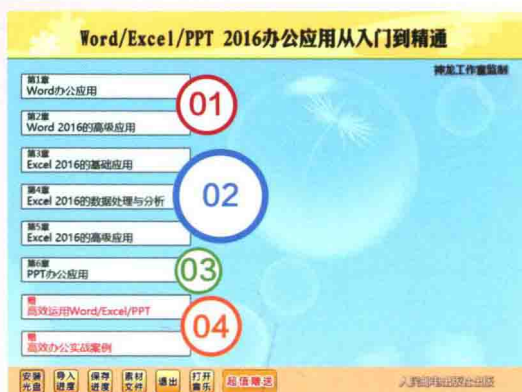 Word/Excel/PPT 2016办公应用从入门到精通
神龙工作室监制
第1章
Word办公应用
01
第2章
Word 2016的高级应用
第3章
Excel 2016的基础应用
第4章
Excel 2016的数据处理与分析
02
第5章
Excel 2016的高级应用
第6章
PPT办公应用
03
赠
高效运用Word/Excel/PPT
04
赠
高效办公实战案例
安装光盘
导入进度
保存进度
素材文件
退出
打开音乐
超值赠送
人民邮电出版社出版